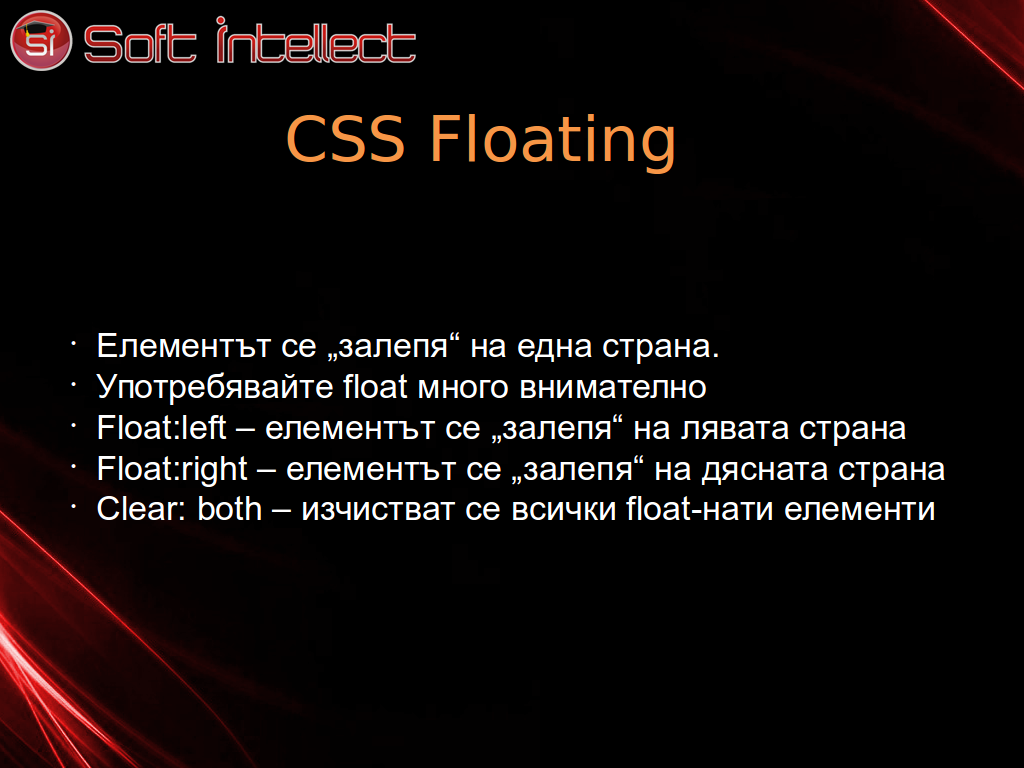 Si Soft Intellect
CSS Floating
· Елементът се „залепя“ на една страна.
· Употребявайте float много внимателно
· Float:left – елементът се „залепя“ на лявата страна
· Float:right – елементът се „залепя“ на дясната страна
· Clear: both – изчистват се всички float-нати елементи